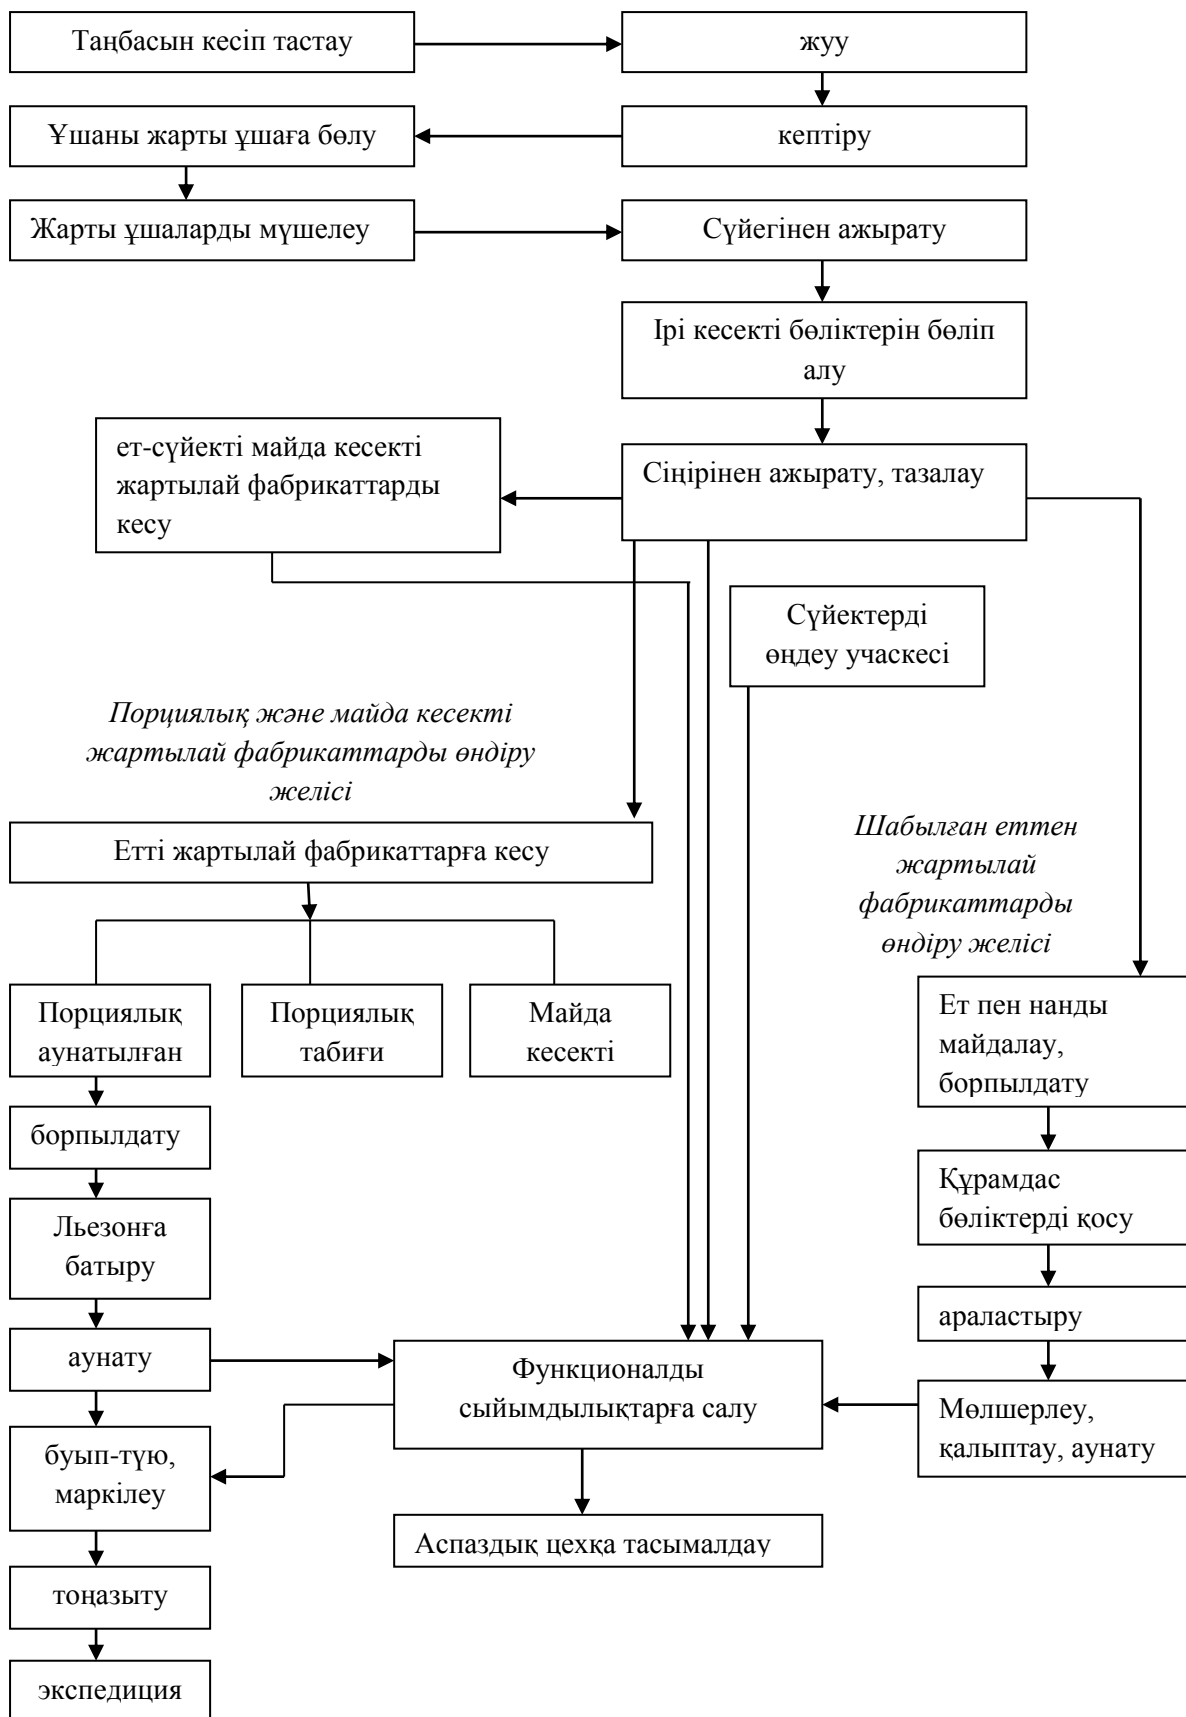 Таңбасын кесіп тастау
жуу
Ұшаны жарты ұшаға бөлу
кептіру
Жарты ұшаларды мүшелеу
Сүйегінен ажырату
Ірі кесекті бөліктерін бөліп
алу
ет-сүйекті майда кесекті
жартылай фабрикаттарды
кесу
Сіңірінен ажырату, тазалау
Сүйектерді
өңдеу учаскесі
Порциялық және майда кесекті
жартылай фабрикаттарды өндіру
желісі
Етті жартылай фабрикаттарға кесу
Шабылған еттен
жартылай
фабрикаттарды
өндіру желісі
Порциялық
аунатылған
Порциялық
табиғи
Майда
кесекті
Ет пен нанды
майдалау,
борпылдату
борпылдату
Құрамдас
бөліктерді қосу
Льезонға
батыру
араластыру
аунату
Функционалды
сыйымдылықтарға салу
Мөлшерлеу,
қалыптау, аунату
буып-түю,
маркілеу
Аспаздық цехқа тасымалдау
тоңазыту
экспедиция